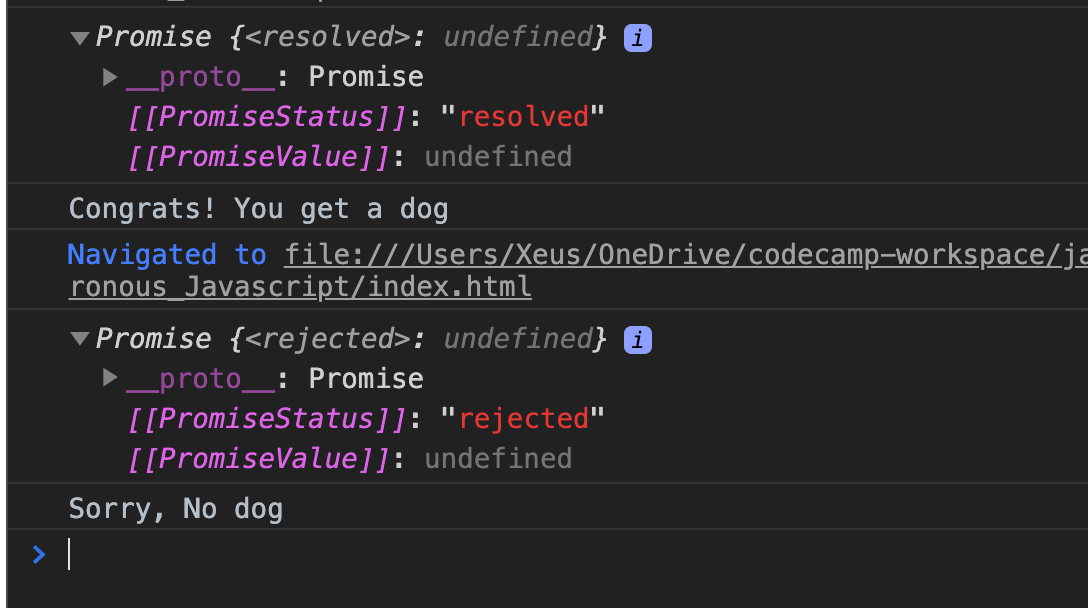 Promise {<resolved>: undefined} i
__proto__: Promise
[[PromiseStatus]]: "resolved"
[[PromiseValue]]: undefined
Congrats! You get a dog
Navigated to file:///Users/Xeus/OneDrive/codecamp-workspace/ja
ronous_Javascript/index.html
Promise {<rejected>: undefined} i
__proto__: Promise
[[PromiseStatus]]: "rejected"
[[PromiseValue]]: undefined
Sorry, No dog